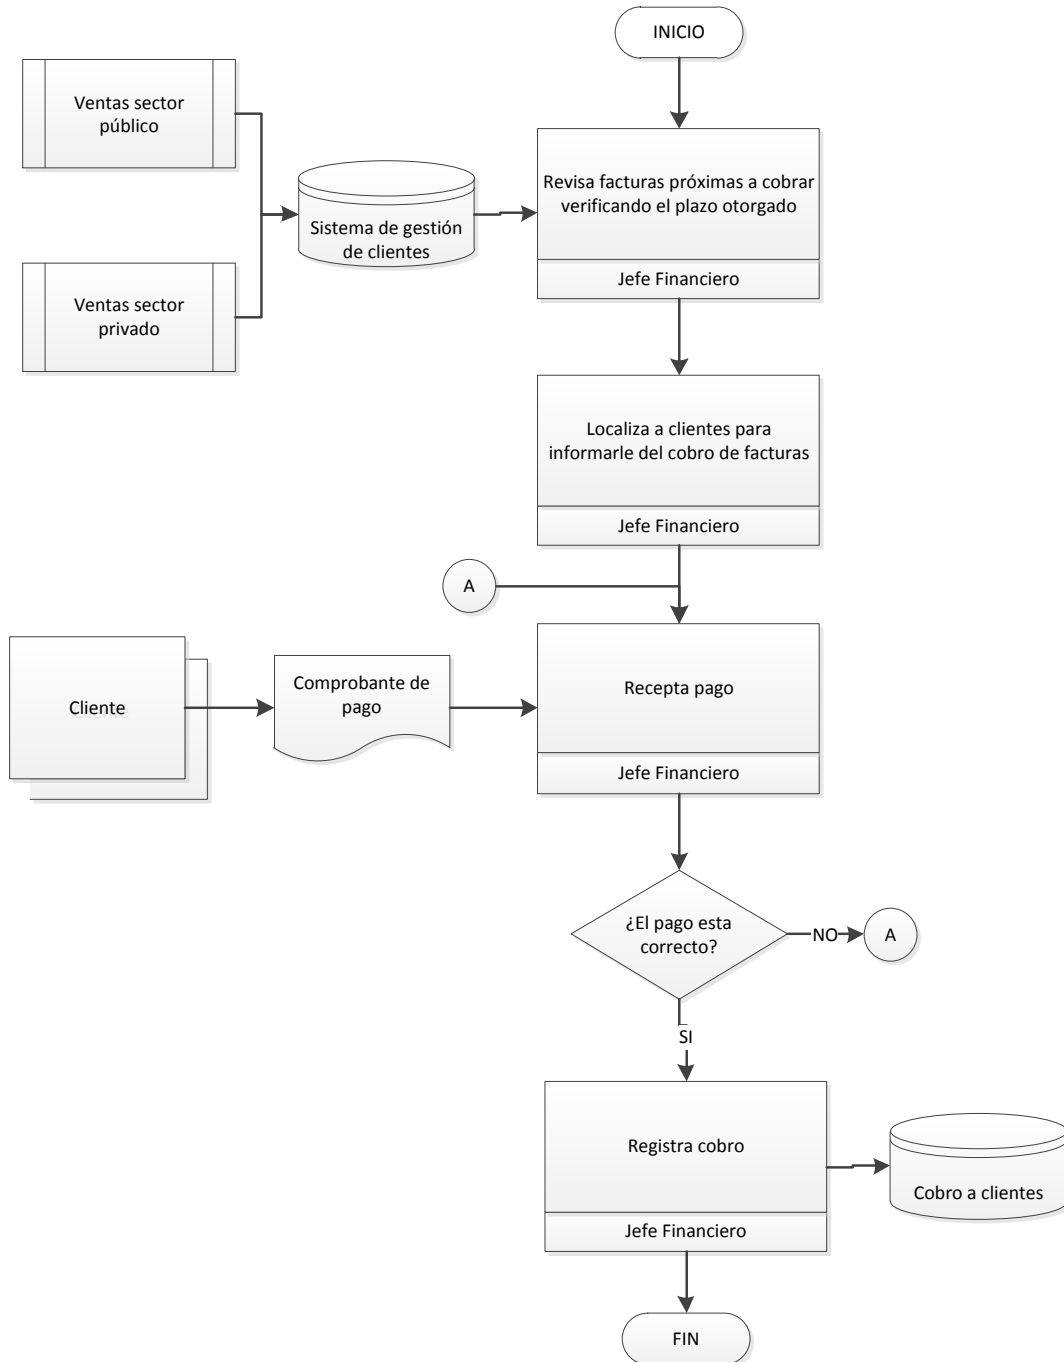 INICIO
Ventas sector
público
Revisa facturas próximas a cobrar
verificando el plazo otorgado
Jefe Financiero
Sistema de gestión
de clientes
Ventas sector
privado
Localiza a clientes para
informarle del cobro de facturas
Jefe Financiero
A
Cliente
Comprobante de
pago
Recepta pago
Jefe Financiero
¿El pago esta
correcto?
NO
A
SI
Registra cobro
Jefe Financiero
Cobro a clientes
FIN